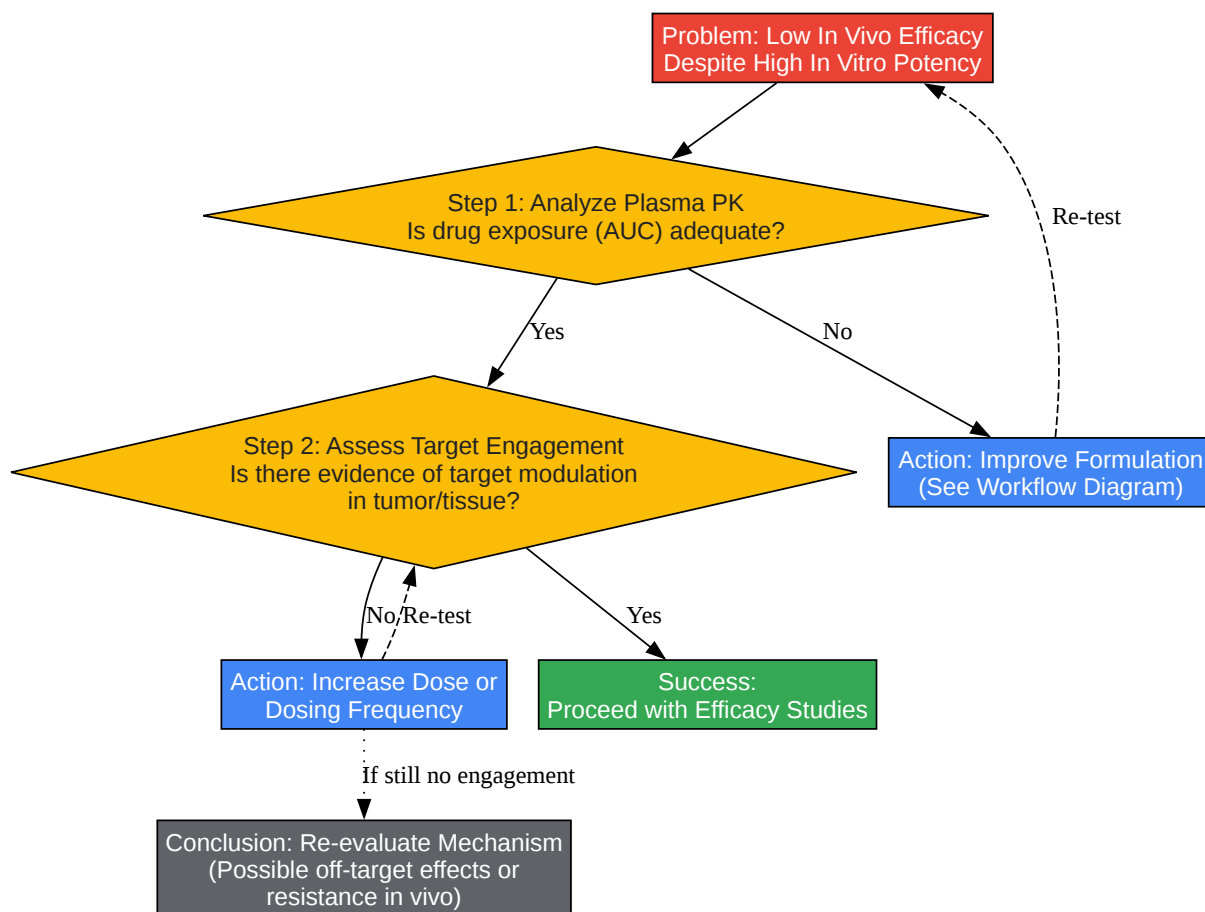 Problem: Low In Vivo Efficacy
Despite High In Vitro Potency
Step 1: Analyze Plasma PK
Is drug exposure (AUC) adequate?
Re-test
Yes
No
Step 2: Assess Target Engagement
Is there evidence of target modulation
in tumor/tissue?
Action: Improve Formulation
(See Workflow Diagram)
No
Re-test
Yes
Action: Increase Dose or
Dosing Frequency
Success:
Proceed with Efficacy Studies
If still no engagement
Conclusion: Re-evaluate Mechanism
(Possible off-target effects or
resistance in vivo)